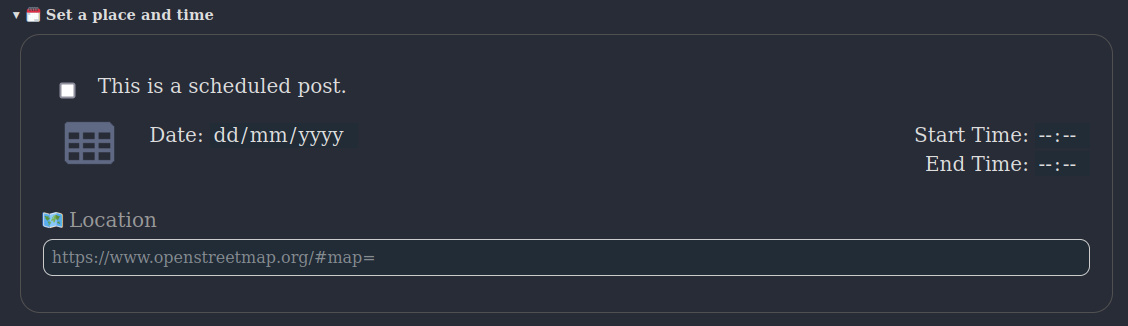 Set a place and time
This is a scheduled post.
Date: dd/mm/yyyy
Start Time: --:--
End Time: --:--
Location
https://www.openstreetmap.org/#map=